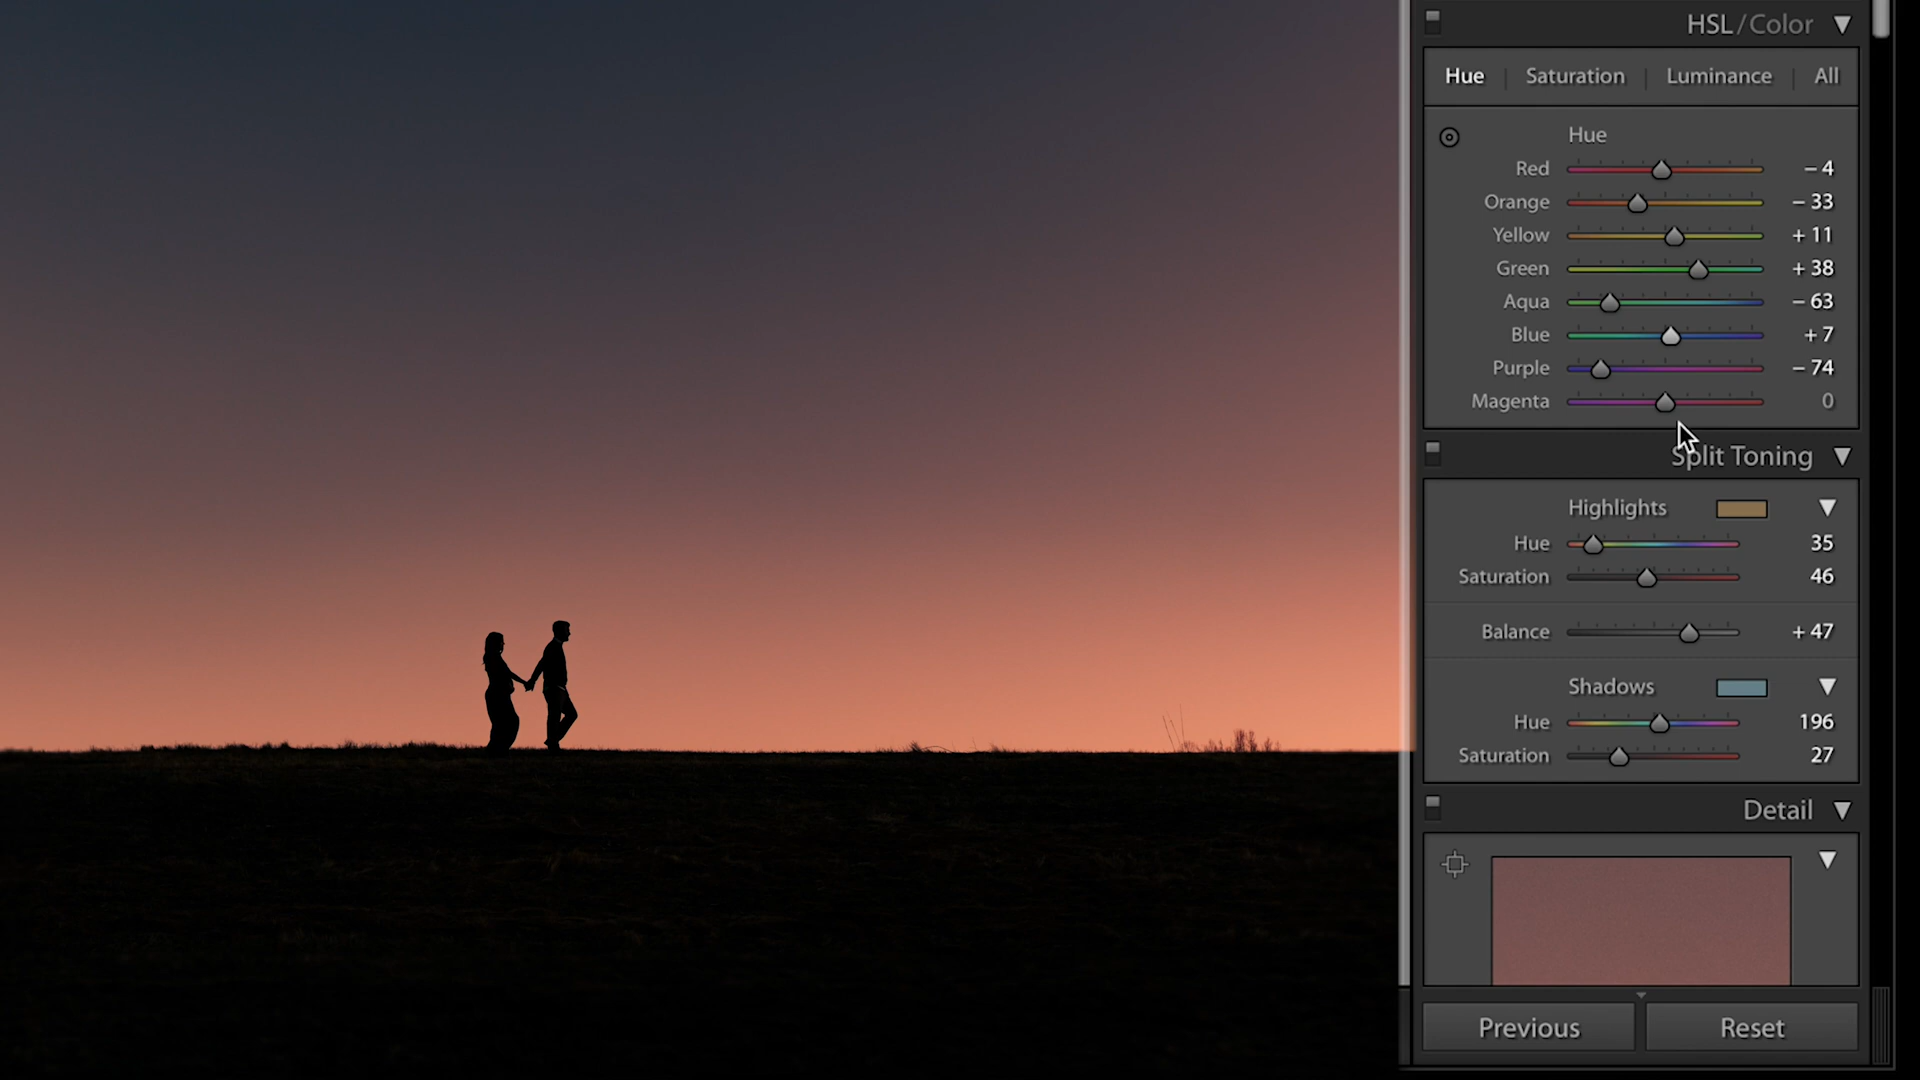 HSL / Color
Hue | Saturation | Luminance | All
Hue
Red − 4
Orange − 33
Yellow + 11
Green + 38
Aqua − 63
Blue + 7
Purple − 74
Magenta 0
Split Toning
Highlights
Hue 35
Saturation 46
Balance + 47
Shadows
Hue 196
Saturation 27
Detail
Previous Reset